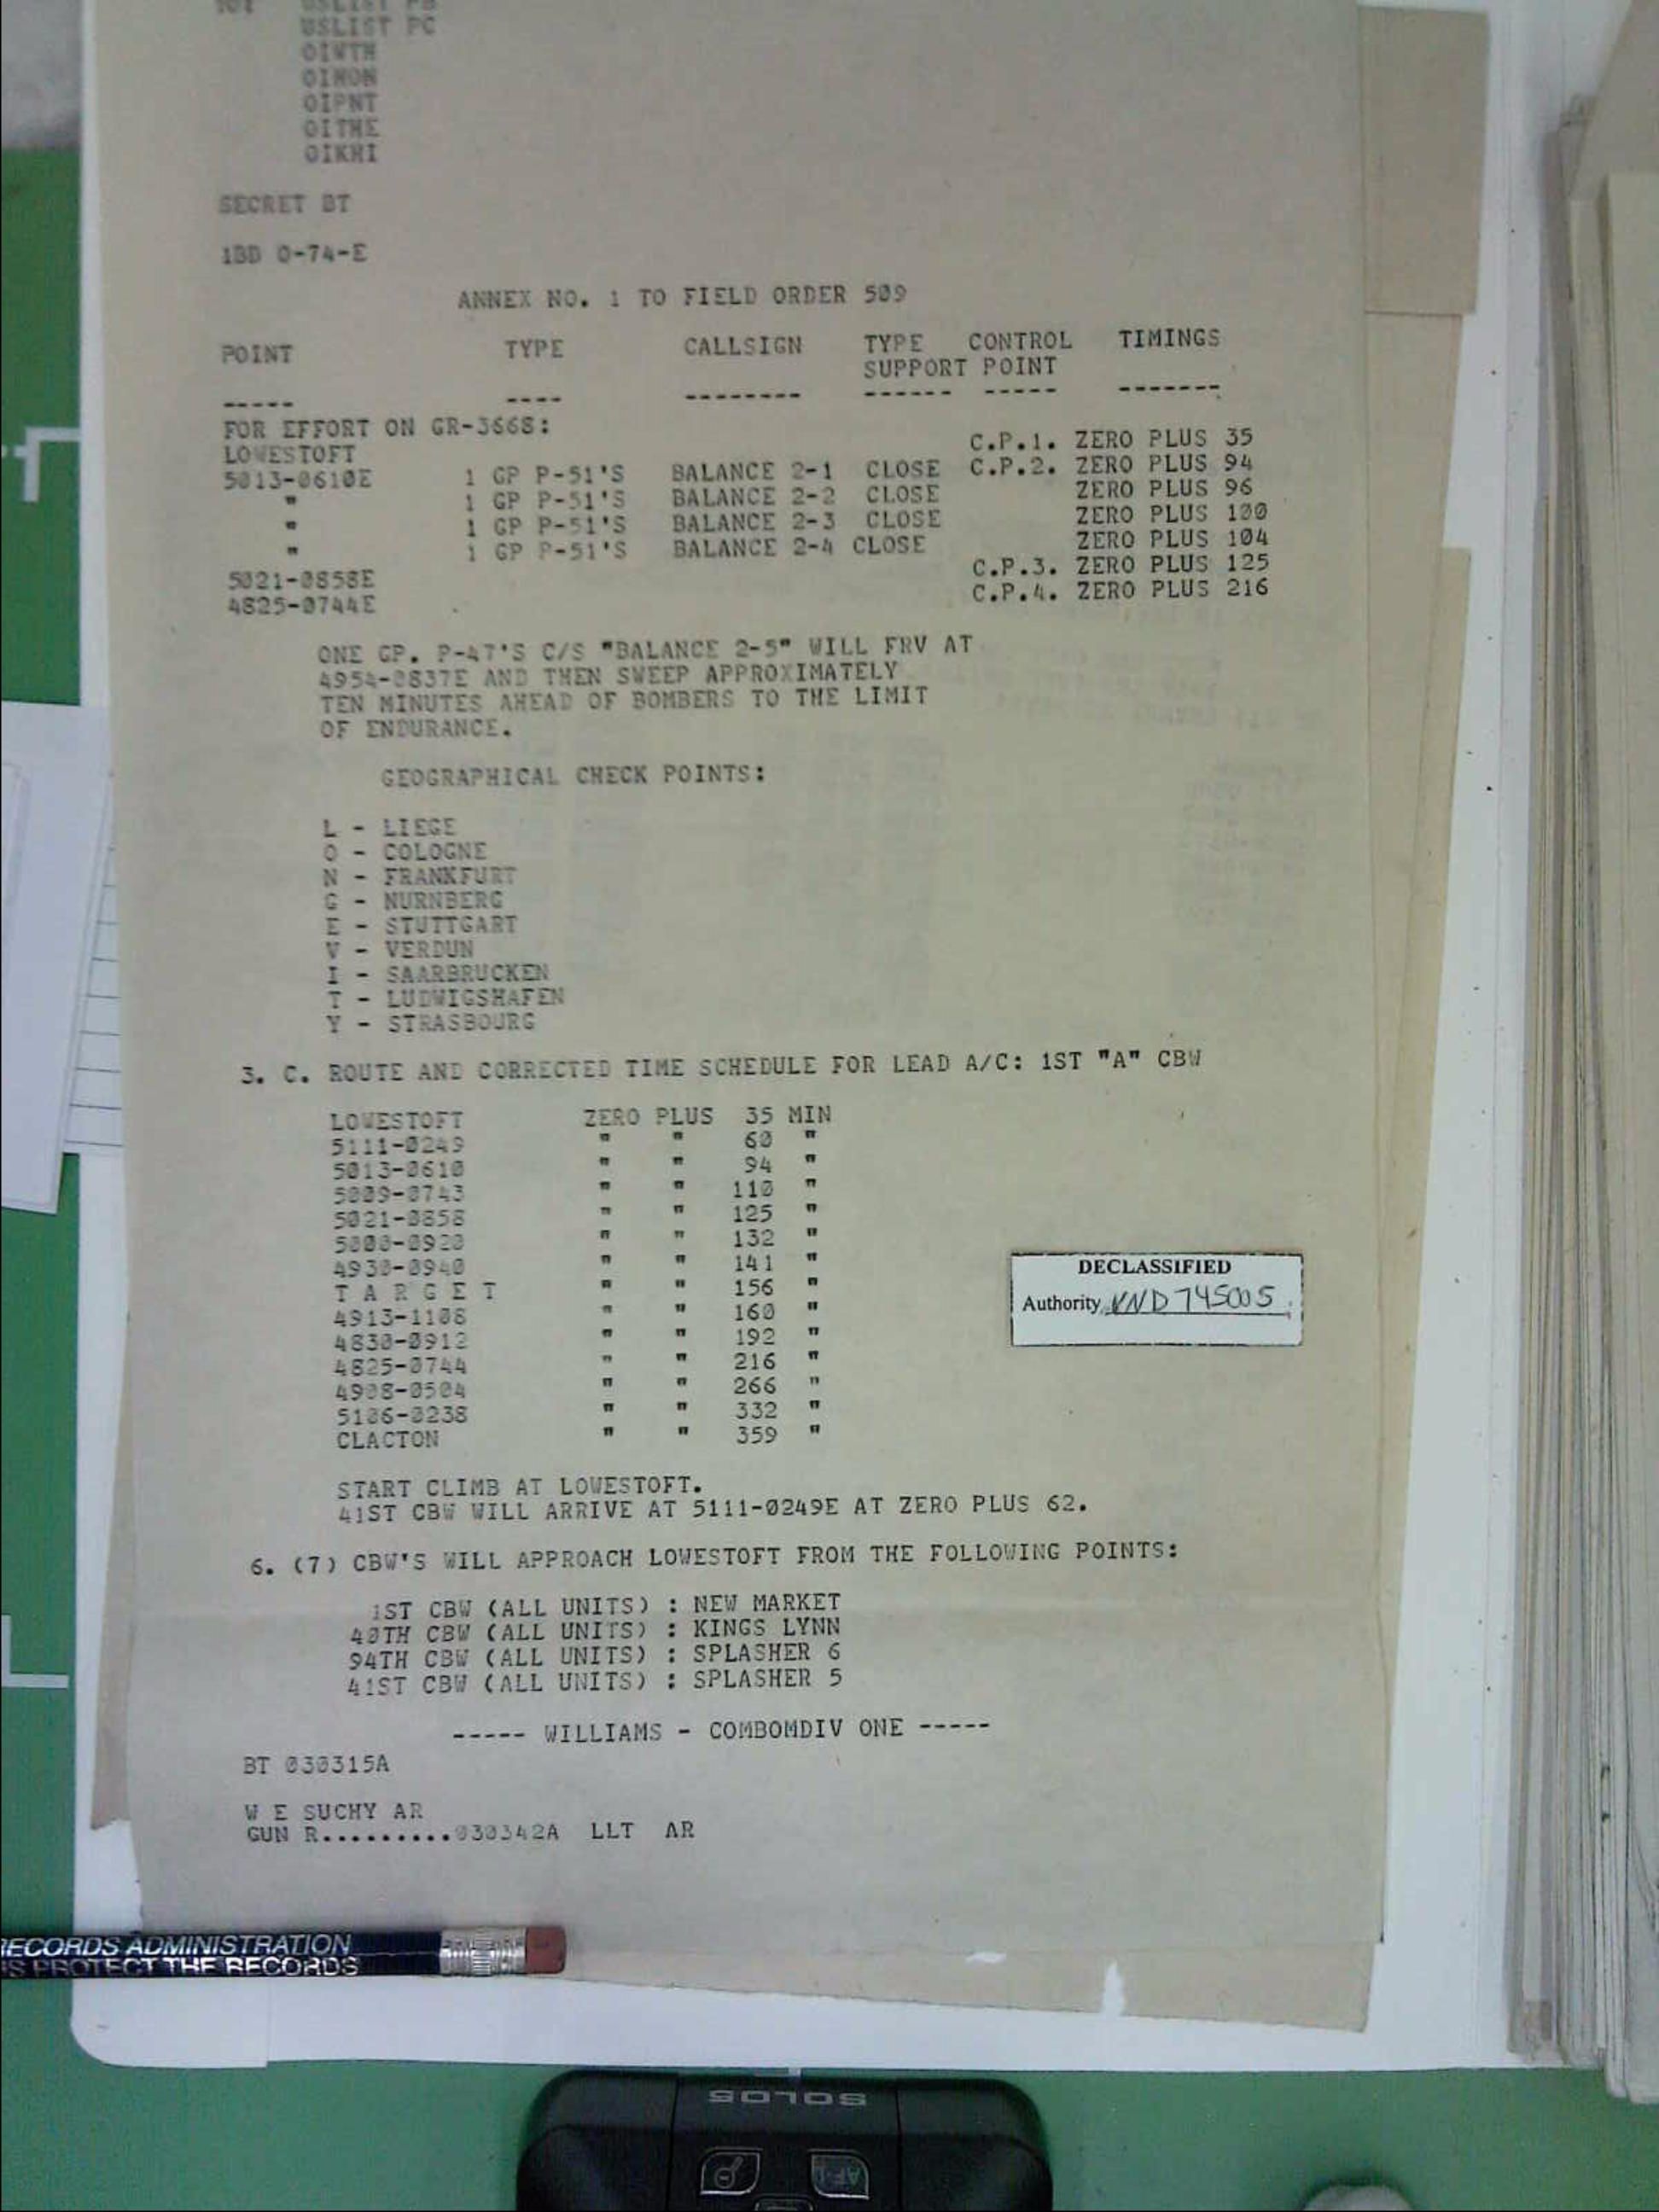 TO: USLIST PB
USLIST PC
OIWTH
OIMON
OIPNT
OITHE
OIKHI
SECRET BT
1BD O-74-E
ANNEX NO. 1 TO FIELD ORDER 509
POINT TYPE CALLSIGN TYPE CONTROL TIMINGS
SUPPORT POINT
----- ---- -------- ------ ----- -------
FOR EFFORT ON GR-3668:
LOWESTOFT C.P.1. ZERO PLUS 35
5013-0610E 1 GP P-51'S BALANCE 2-1 CLOSE C.P.2. ZERO PLUS 94
" 1 GP P-51'S BALANCE 2-2 CLOSE ZERO PLUS 96
" 1 GP P-51'S BALANCE 2-3 CLOSE ZERO PLUS 100
" 1 GP P-51'S BALANCE 2-4 CLOSE ZERO PLUS 104
5021-0858E C.P.3. ZERO PLUS 125
4825-0744E C.P.4. ZERO PLUS 216
ONE GP. P-47'S C/S "BALANCE 2-5" WILL FRV AT
4954-0837E AND THEN SWEEP APPROXIMATELY
TEN MINUTES AHEAD OF BOMBERS TO THE LIMIT
OF ENDURANCE.
GEOGRAPHICAL CHECK POINTS:
L - LIEGE
O - COLOGNE
N - FRANKFURT
G - NURNBERG
E - STUTTGART
V - VERDUN
I - SAARBRUCKEN
T - LUDWIGSHAFEN
Y - STRASBOURG
3. C. ROUTE AND CORRECTED TIME SCHEDULE FOR LEAD A/C: 1ST "A" CBW
LOWESTOFT ZERO PLUS 35 MIN
5111-0249 " " 60 "
5013-0610 " " 94 "
5009-0743 " " 110 "
5021-0858 " " 125 "
5000-0920 " " 132 "
4930-0940 " " 141 "
T A R G E T " " 156 "
4913-1108 " " 160 "
4830-0912 " " 192 "
4825-0744 " " 216 "
4908-0504 " " 266 "
5106-0238 " " 332 "
CLACTON " " 359 "
START CLIMB AT LOWESTOFT.
41ST CBW WILL ARRIVE AT 5111-0249E AT ZERO PLUS 62.
6. (7) CBW'S WILL APPROACH LOWESTOFT FROM THE FOLLOWING POINTS:
1ST CBW (ALL UNITS) : NEW MARKET
40TH CBW (ALL UNITS) : KINGS LYNN
94TH CBW (ALL UNITS) : SPLASHER 6
41ST CBW (ALL UNITS) : SPLASHER 5
----- WILLIAMS - COMBOMDIV ONE -----
BT 030315A
W E SUCHY AR
GUN R.........030342A LLT AR
DECLASSIFIED
Authority NND 745005
RECORDS ADMINISTRATION
S PROTECT THE RECORDS
SOLO5
AF-L